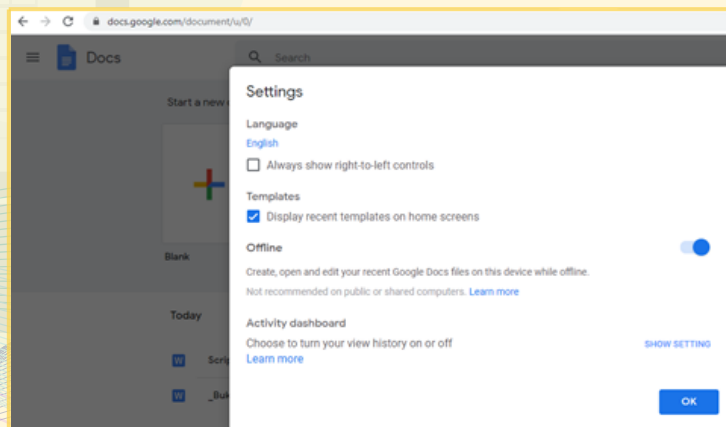 docs.google.com/document/u/0/
Docs
Search
Start a new
Settings
Language
English
Always show right-to-left controls
Templates
Display recent templates on home screens
Offline
Create, open and edit your recent Google Docs files on this device while offline.
Not recommended on public or shared computers. Learn more
Blank
Today
Activity dashboard
Choose to turn your view history on or off
SHOW SETTING
Learn more
W
W
OK